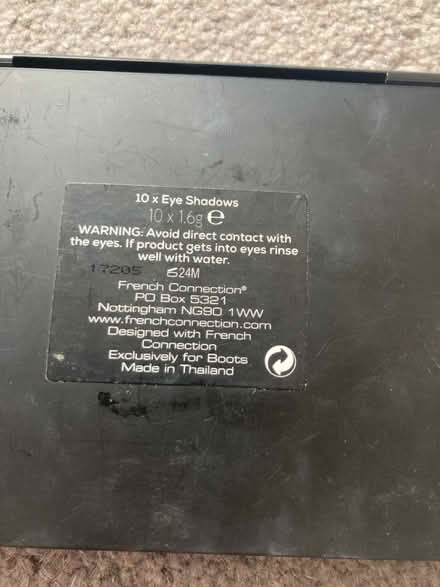 10 x Eye Shadows
10 x 1.6g e
WARNING: Avoid direct contact with
the eyes. If product gets into eyes rinse
well with water.
17205 24M
French Connection®
PO Box 5321
Nottingham NG90 1WW
www.frenchconnection.com
Designed with French
Connection
Exclusively for Boots
Made in Thailand